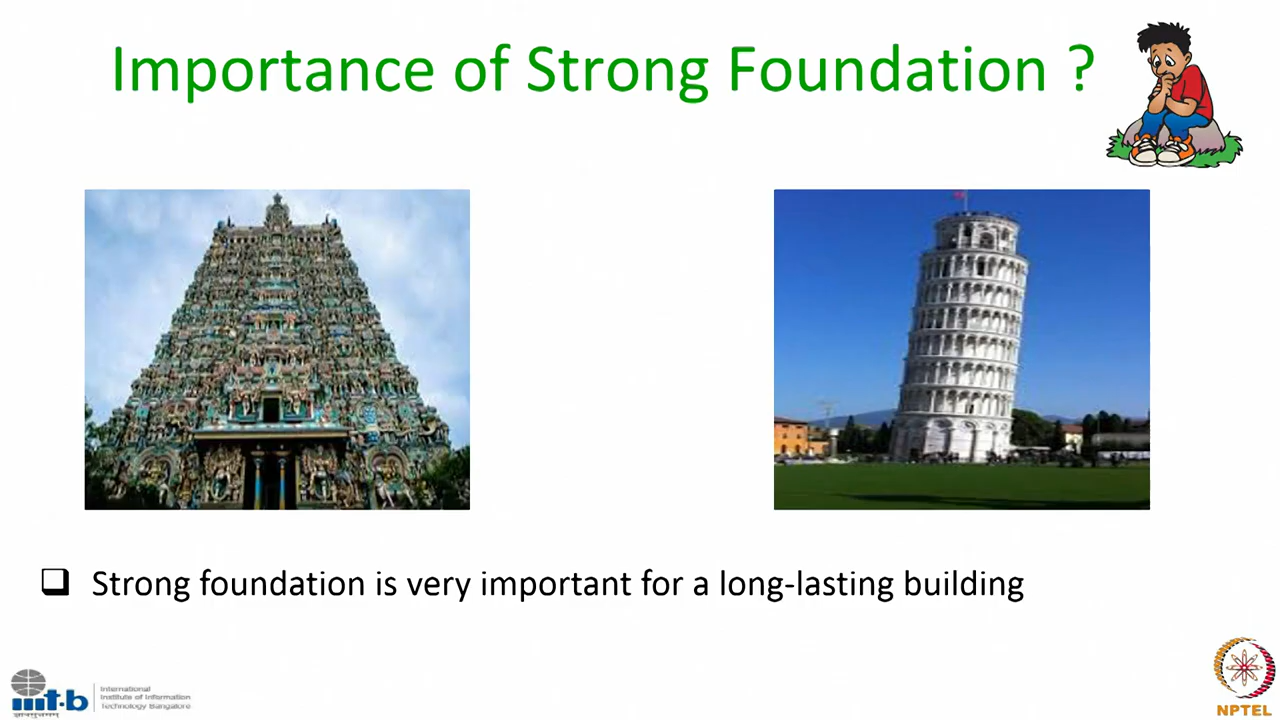 Importance of Strong Foundation ?
Strong foundation is very important for a long-lasting building
iiit-b
International
Institute of Information
Technology Bangalore
NPTEL